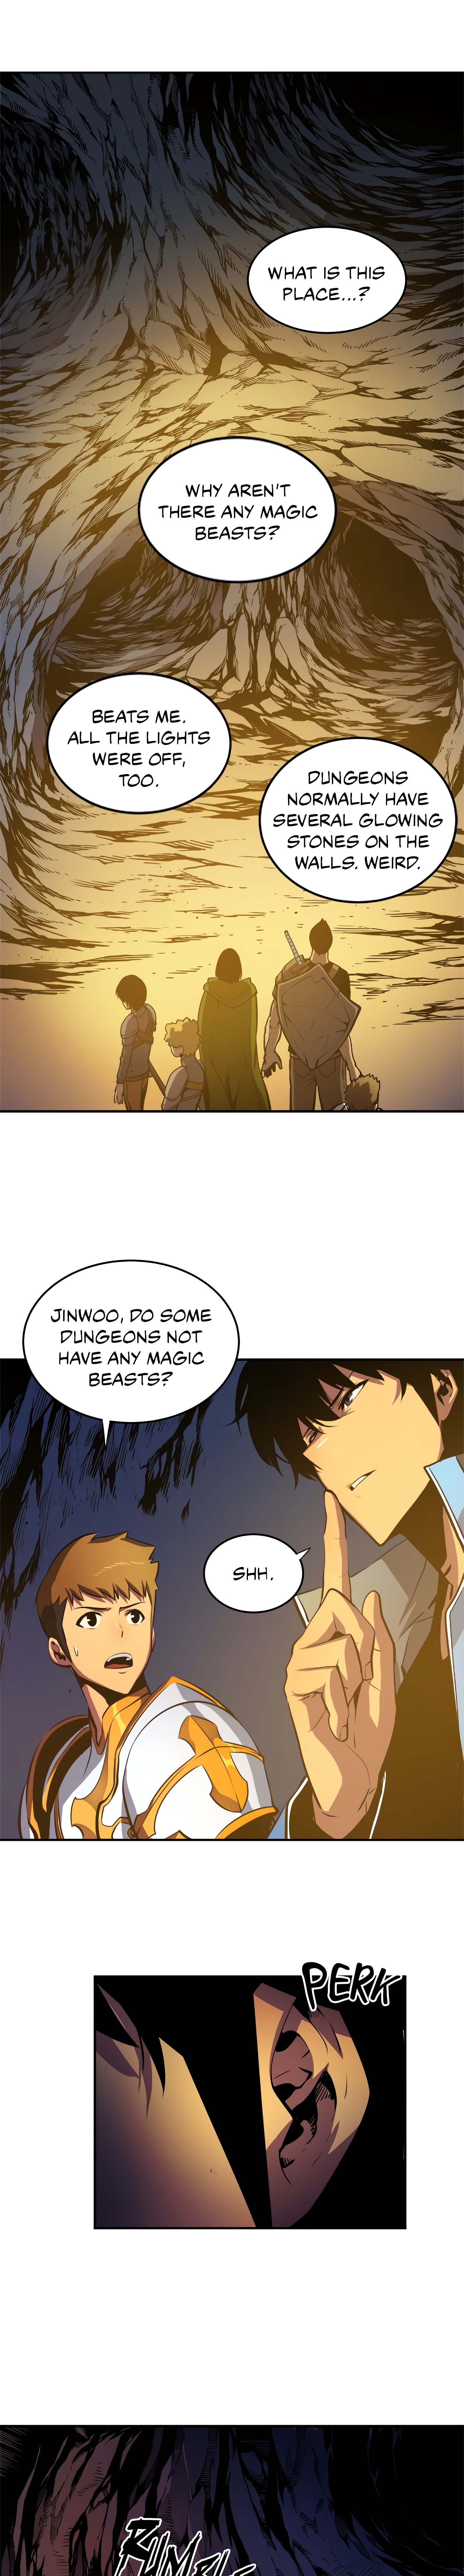 WHAT IS THIS
PLACE...?
WHY AREN'T
THERE ANY MAGIC
BEASTS?
BEATS ME.
ALL THE LIGHTS
WERE OFF,
TOO.
DUNGEONS
NORMALLY HAVE
SEVERAL GLOWING
STONES ON THE
WALLS. WEIRD.
JINWOO, DO SOME
DUNGEONS NOT
HAVE ANY MAGIC
BEASTS?
SHH.
PERK
RUMBLE